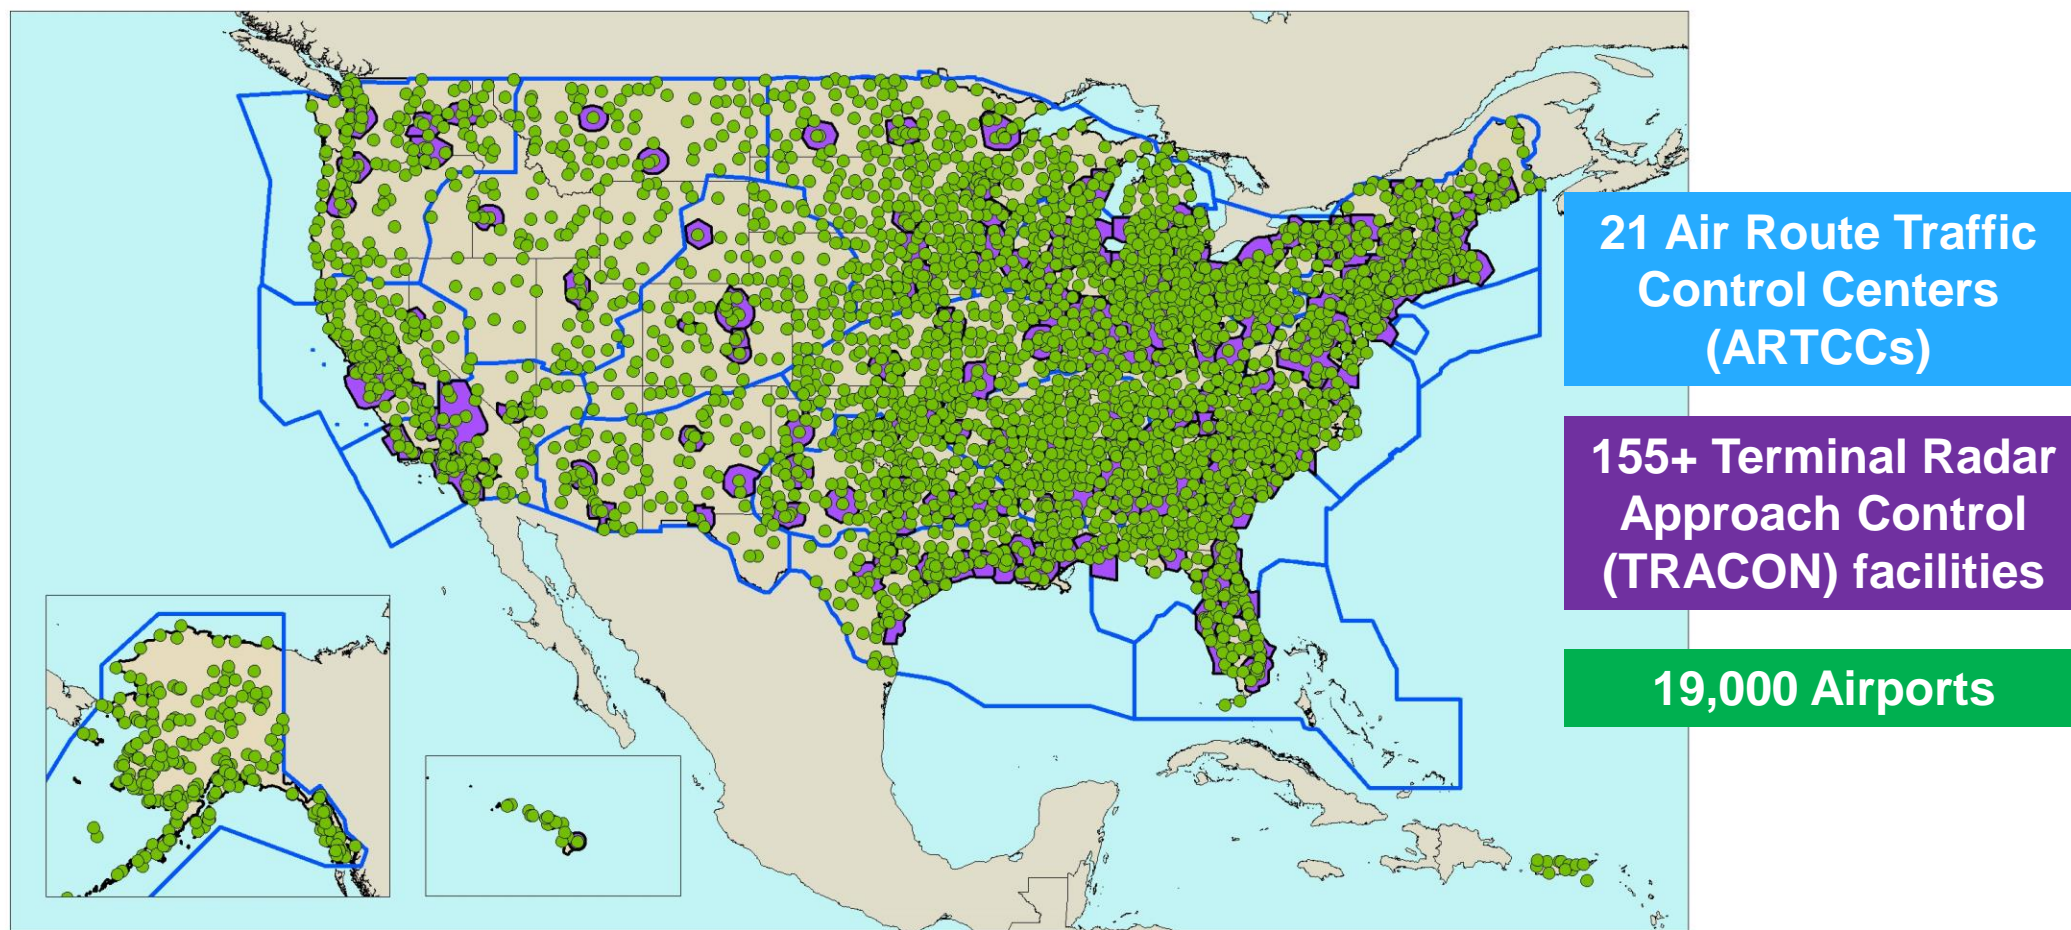 21 Air Route Traffic
Control Centers
(ARTCCs)
155+ Terminal Radar
Approach Control
(TRACON) facilities
19,000 Airports